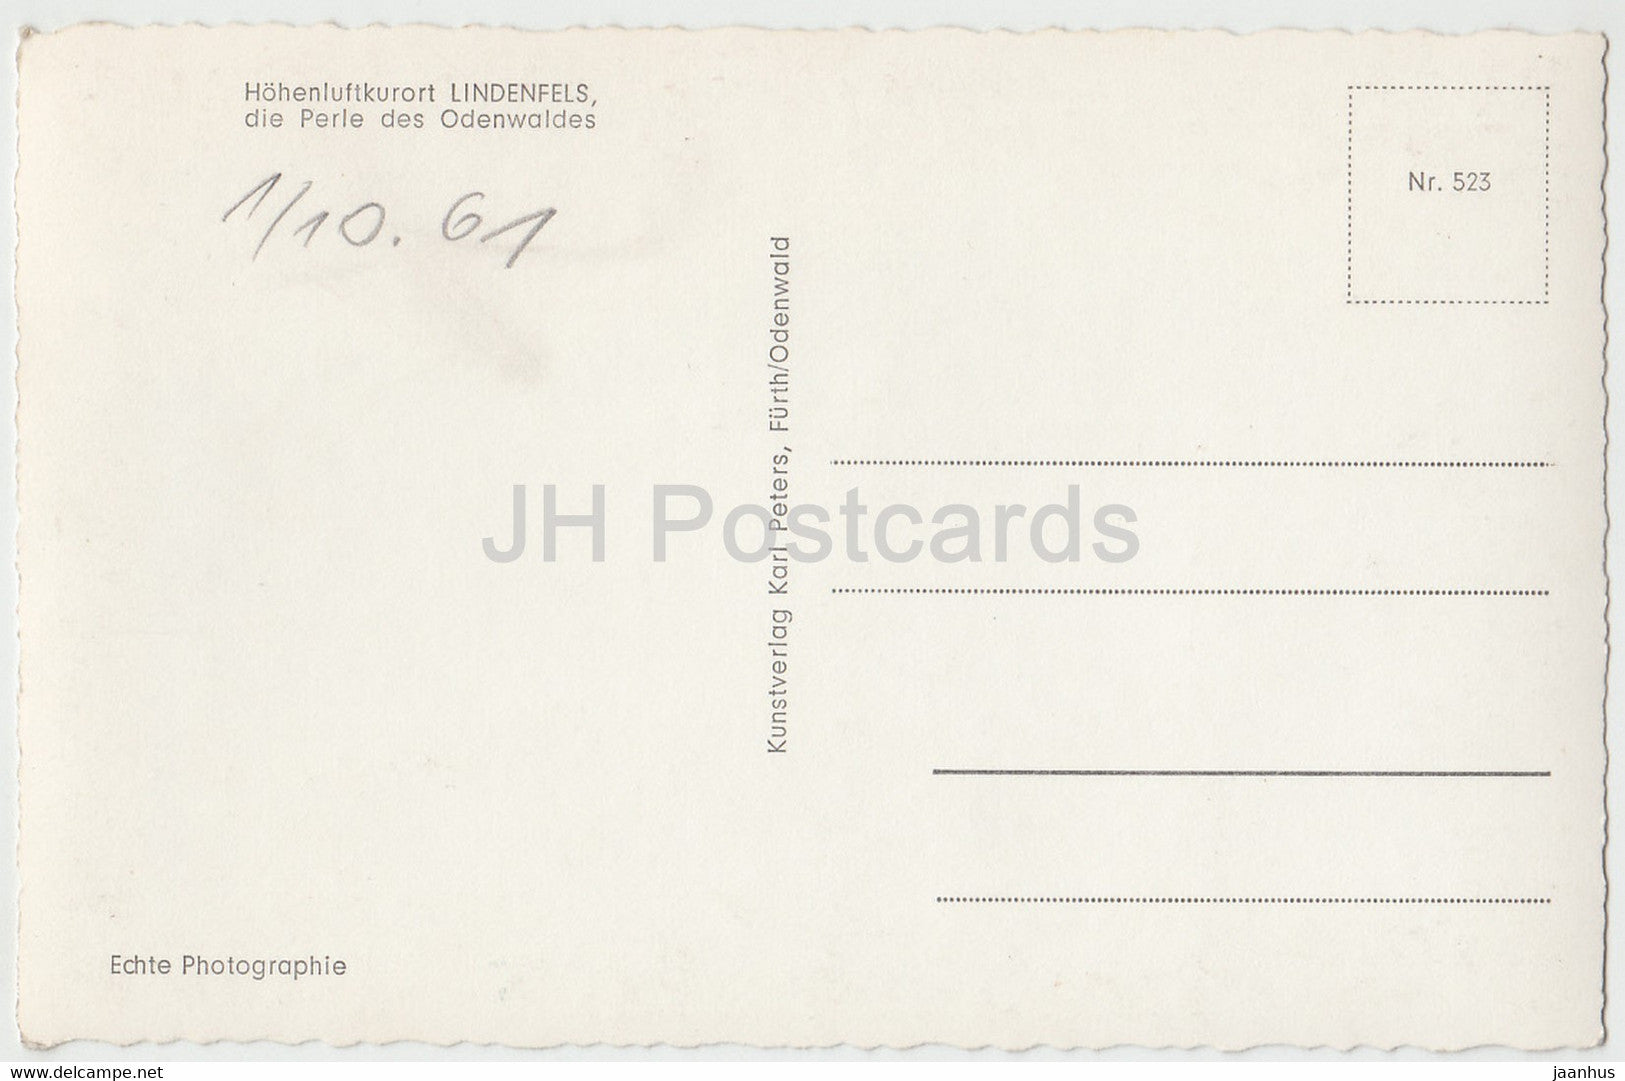 Höhenluftkurort LINDENFELS,
die Perle des Odenwaldes
1/10. 61
Nr. 523
Kunstverlag Karl Peters, Fürth/Odenwald
JH Postcards
Echte Photographie
delcampe.net
jaanhus